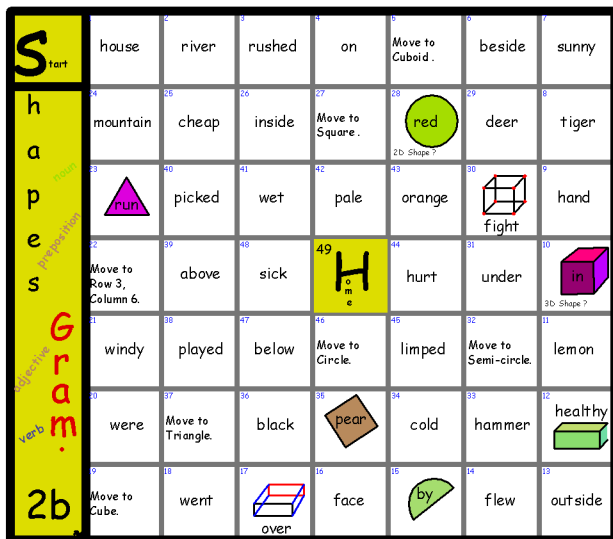 Start
Shapes
noun
preposition
adjective
verb
Gram.
2b
1 2 3 4 5 6 7
house river rushed on Move to Cuboid . beside sunny
24 25 26 27 28 29 8
mountain cheap inside Move to Square . red deer tiger
2D Shape ?
23 40 41 42 43 30 9
run picked wet pale orange fight hand
22 39 48 49 44 31 10
Move to Row 3, Column 6. above sick Home hurt under in
3D Shape ?
21 38 47 46 45 32 11
windy played below Move to Circle. limped Move to Semi-circle. lemon
20 37 36 35 34 33 12
were Move to Triangle. black pear cold hammer healthy
19 18 17 16 15 14 13
Move to Cube. went over face by flew outside